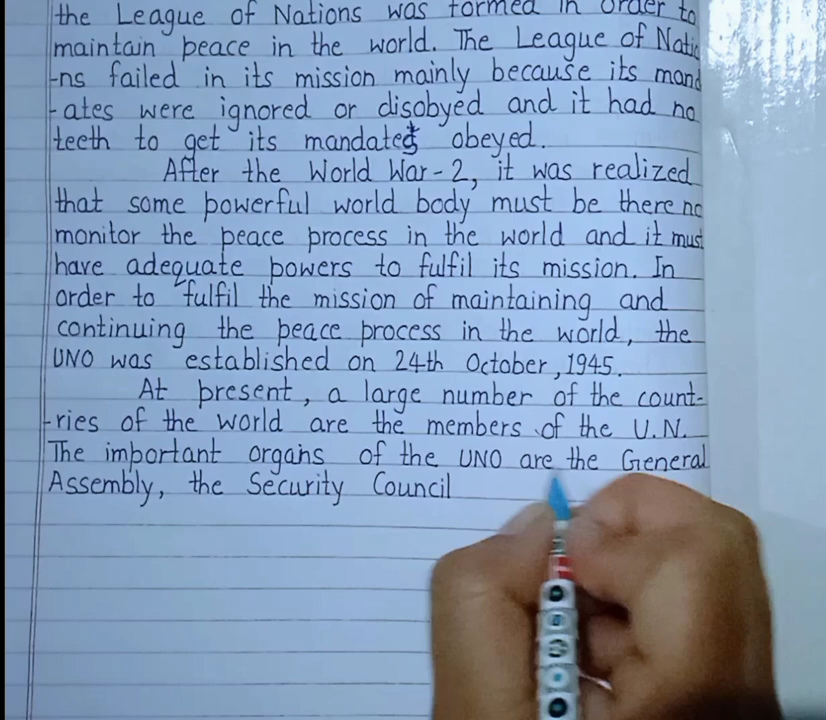 the League of Nations was formed in order to
maintain peace in the world. The League of Natio
-ns failed in its mission mainly because its mand
-ates were ignored or disobyed and it had no
teeth to get its mandates obeyed.
After the World War-2, it was realized
that some powerful world body must be there no
monitor the peace process in the world and it must
have adequate powers to fulfil its mission. In
order to fulfil the mission of maintaining and
continuing the peace process in the world, the
UNO was established on 24th October, 1945.
At present, a large number of the count-
-ries of the world are the members of the U.N.
The important organs of the UNO are the General
Assembly, the Security Council